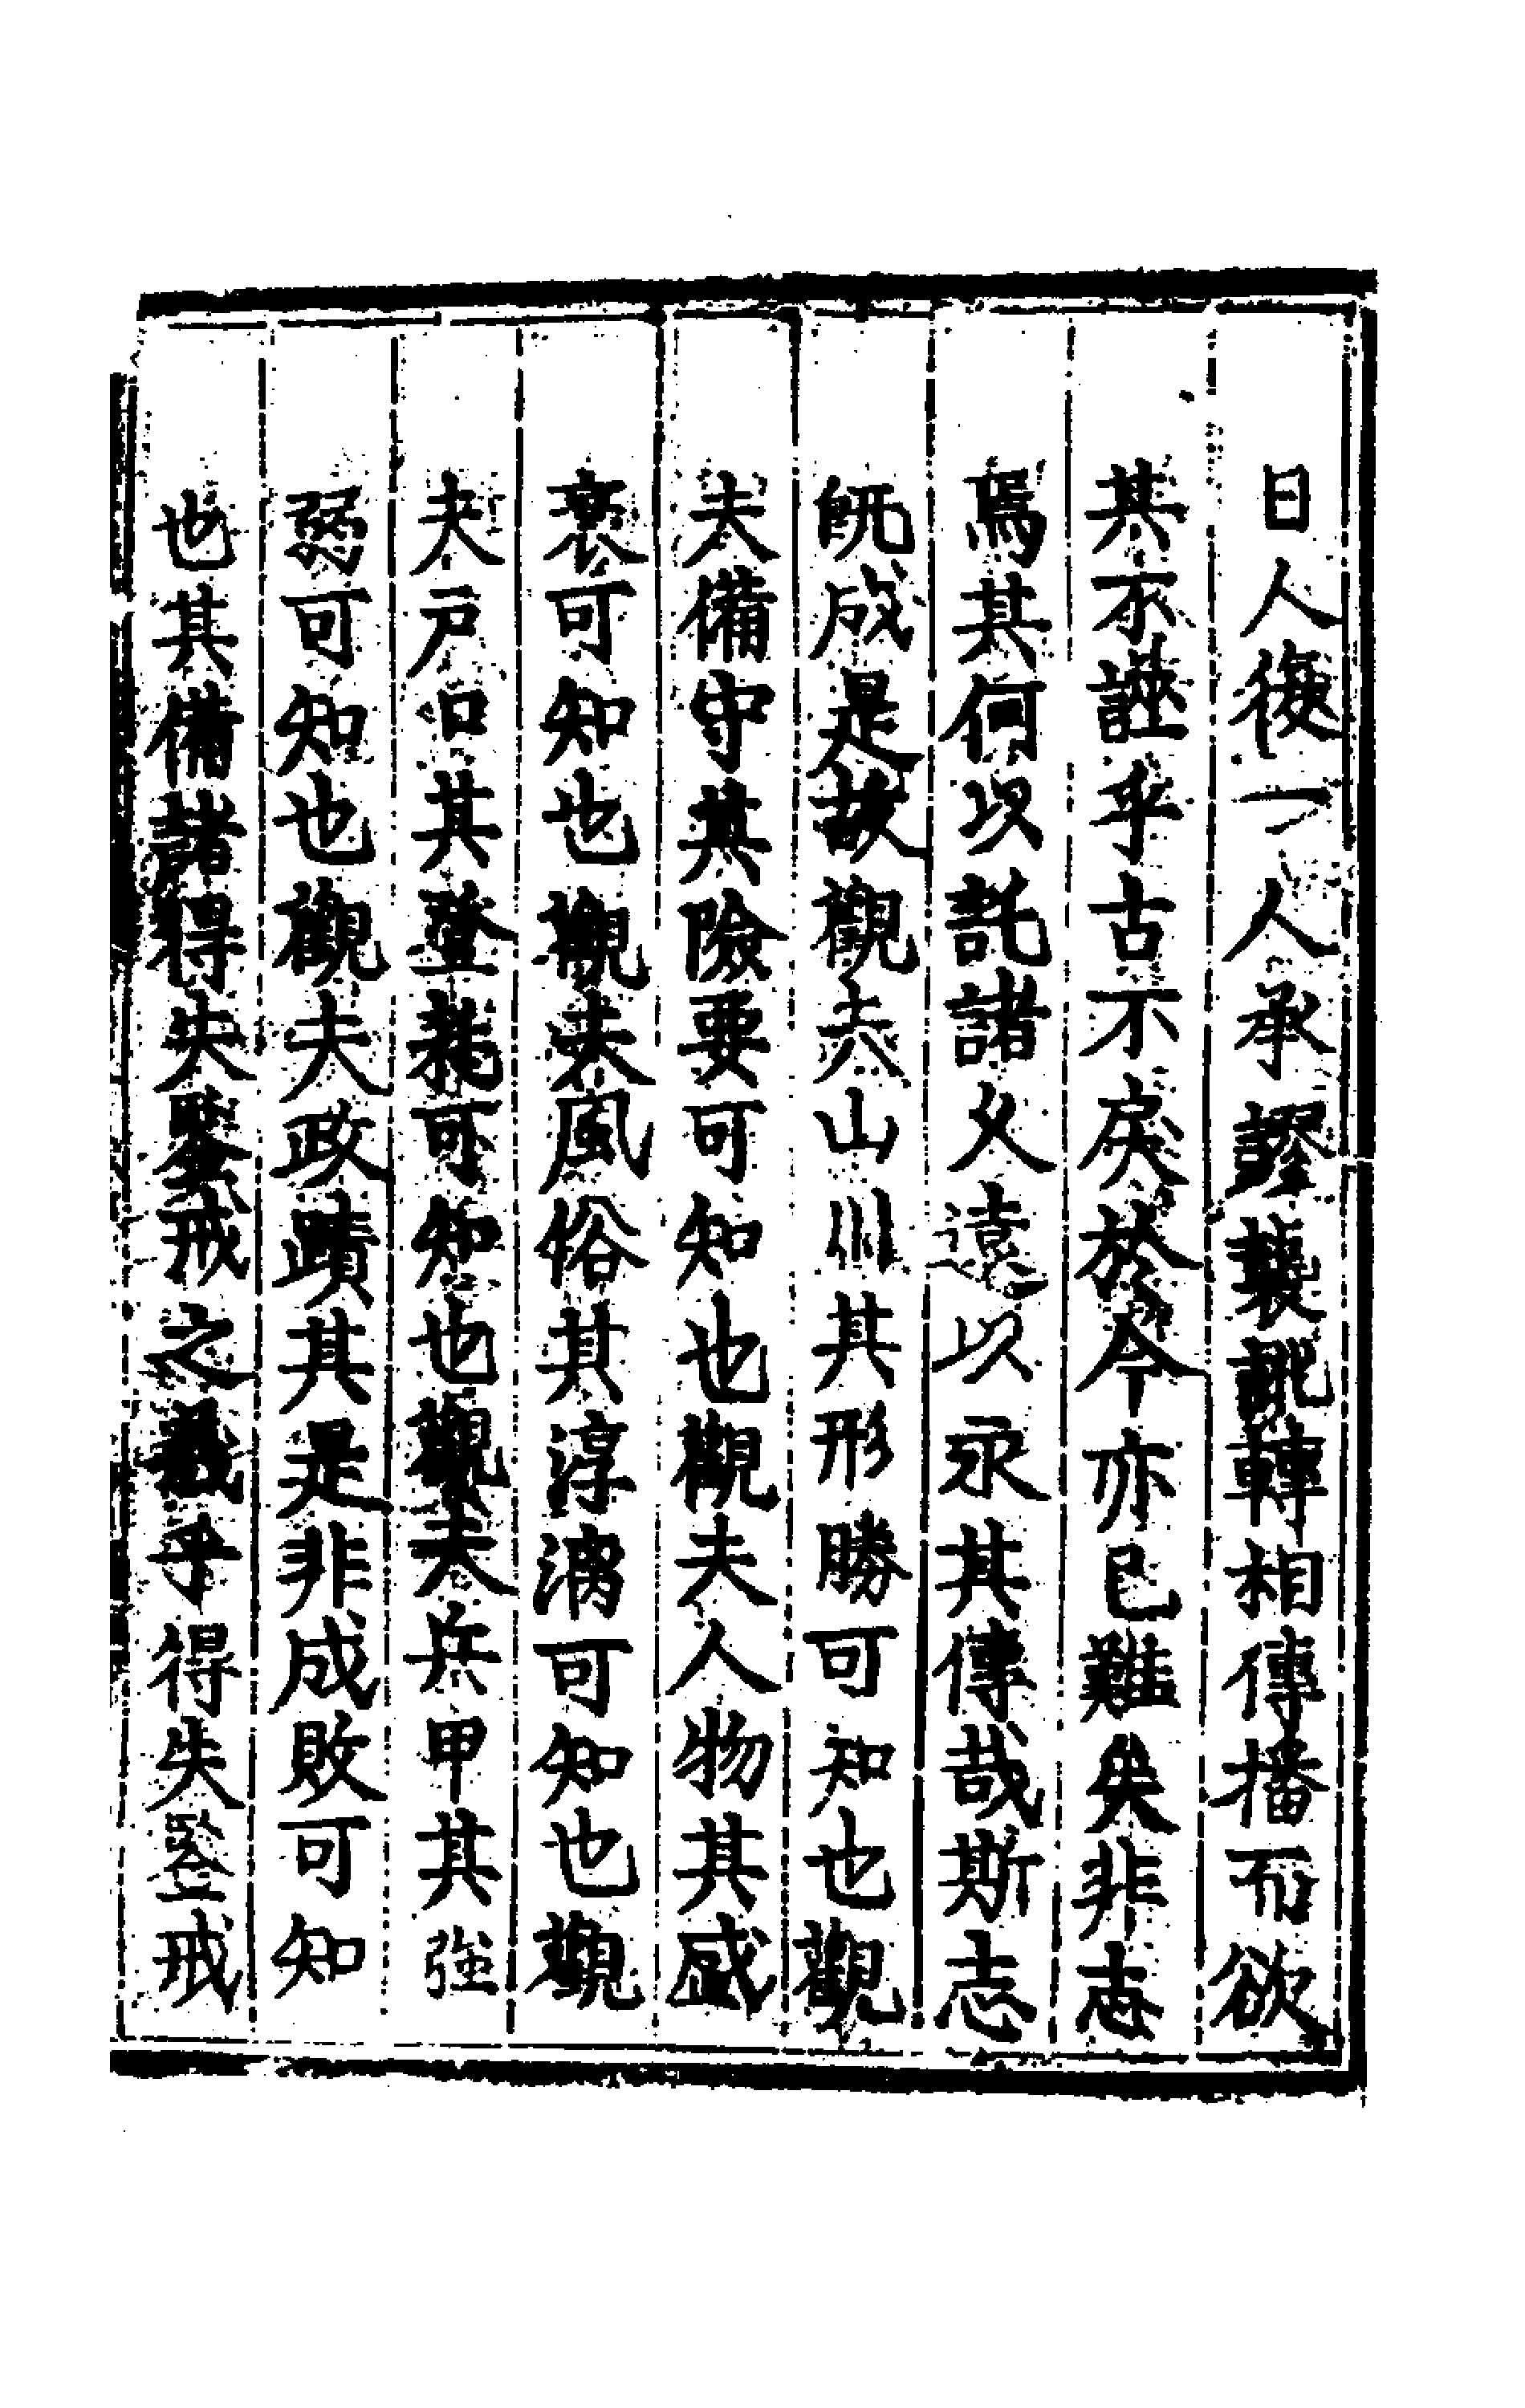 日人復一人承謬襲訛轉相傳播而欲
其不誣乎古不戾於今亦已難矣非志
焉其何以託諸久遠以永其傳哉斯志
既成是故觀夫山川其形勝可知也觀
夫備守其險要可知也觀夫人物其盛
衰可知也觀夫風俗其淳漓可知也觀
夫戶口其登耗可知也觀夫兵甲其強
弱可知也觀夫政蹟其是非成敗可知
也其備諸得失鑒戒之義乎得失鑒戒